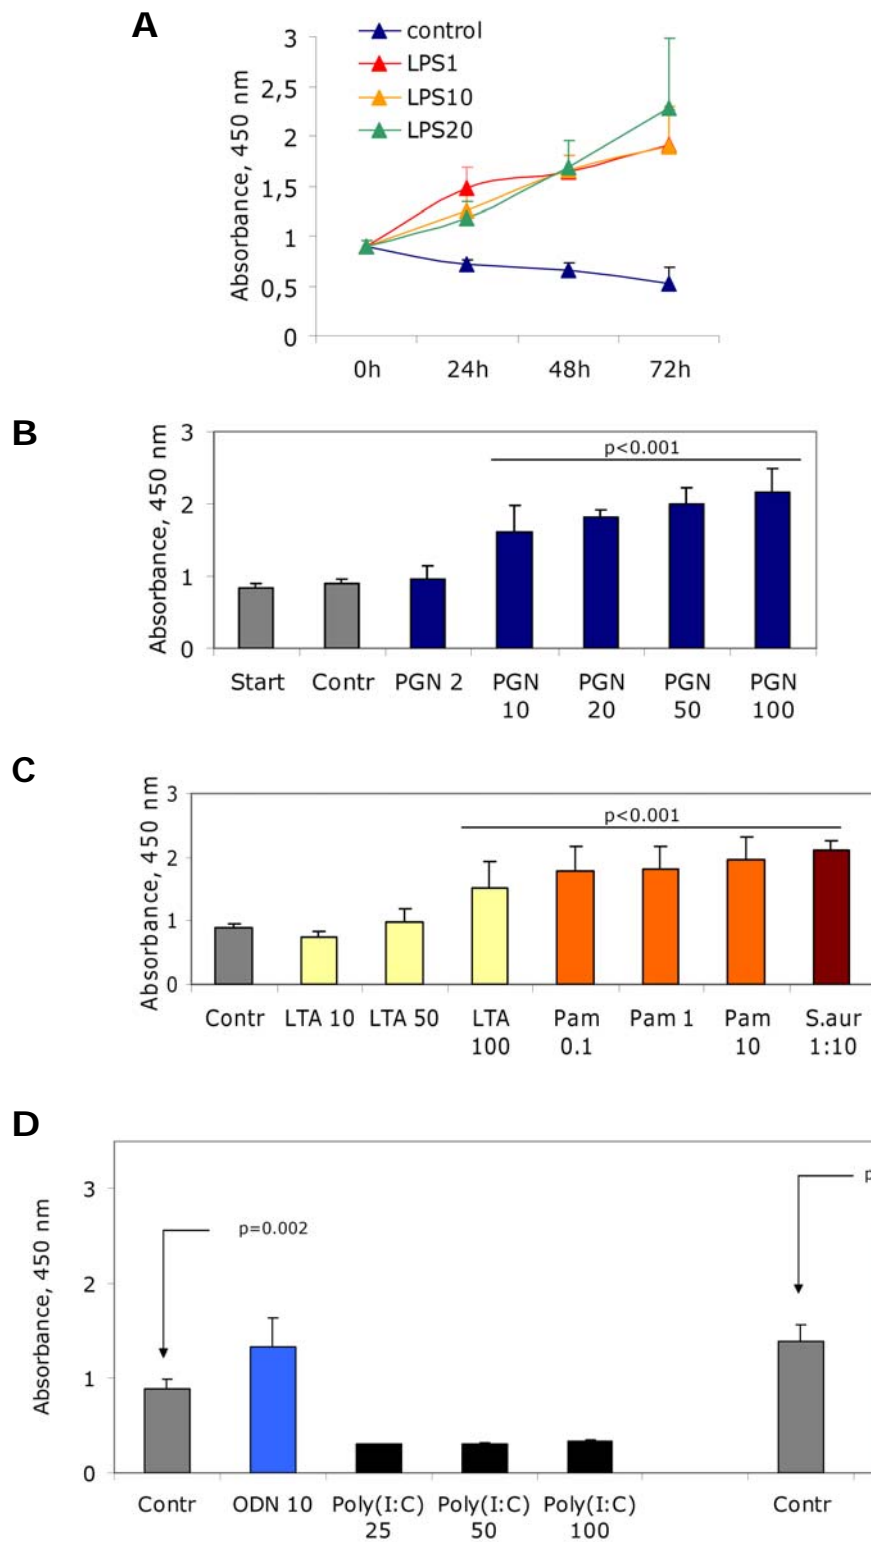 A
control
LPS1
LPS10
LPS20
Absorbance, 450 nm
3
2,5
2
1,5
1
0,5
0
0h 24h 48h 72h
B
Absorbance, 450 nm
3
2
1
0
p<0.001
Start Contr PGN 2 PGN PGN PGN PGN
10 20 50 100
C
Absorbance, 450 nm
3
2
1
0
p<0.001
Contr LTA 10 LTA 50 LTA Pam Pam 1 Pam S.aur
100 0.1 10 1:10
D
Absorbance, 450 nm
3
2
1
0
p
p=0.002
Contr ODN 10 Poly(I:C) Poly(I:C) Poly(I:C) Contr
25 50 100